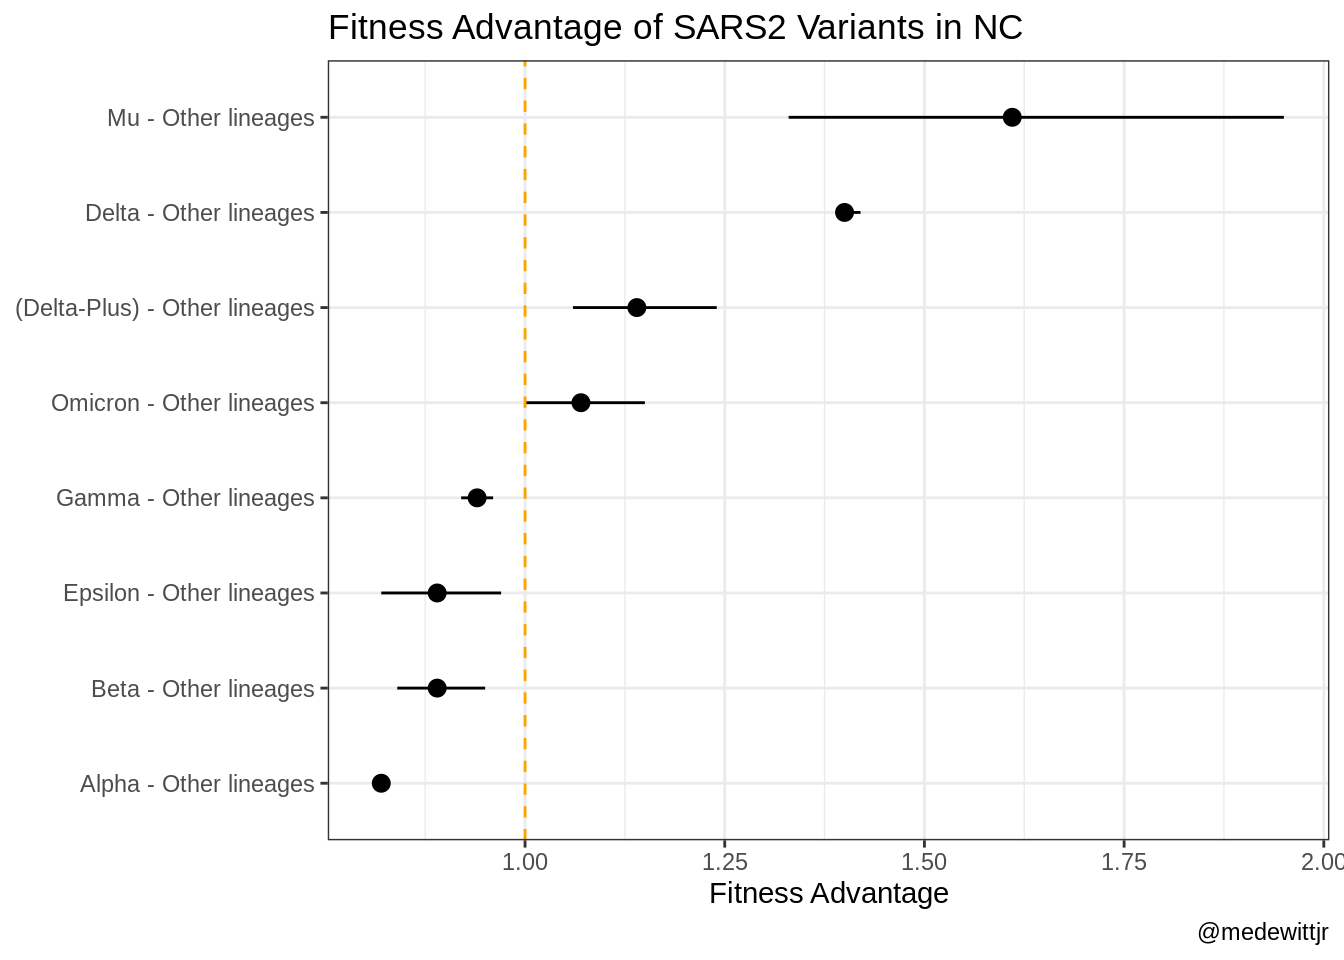 Fitness Advantage of SARS2 Variants in NC
Mu - Other lineages
Delta - Other lineages
(Delta-Plus) - Other lineages
Omicron - Other lineages
Gamma - Other lineages
Epsilon - Other lineages
Beta - Other lineages
Alpha - Other lineages
1.00 1.25 1.50 1.75 2.00
Fitness Advantage
@medewittjr